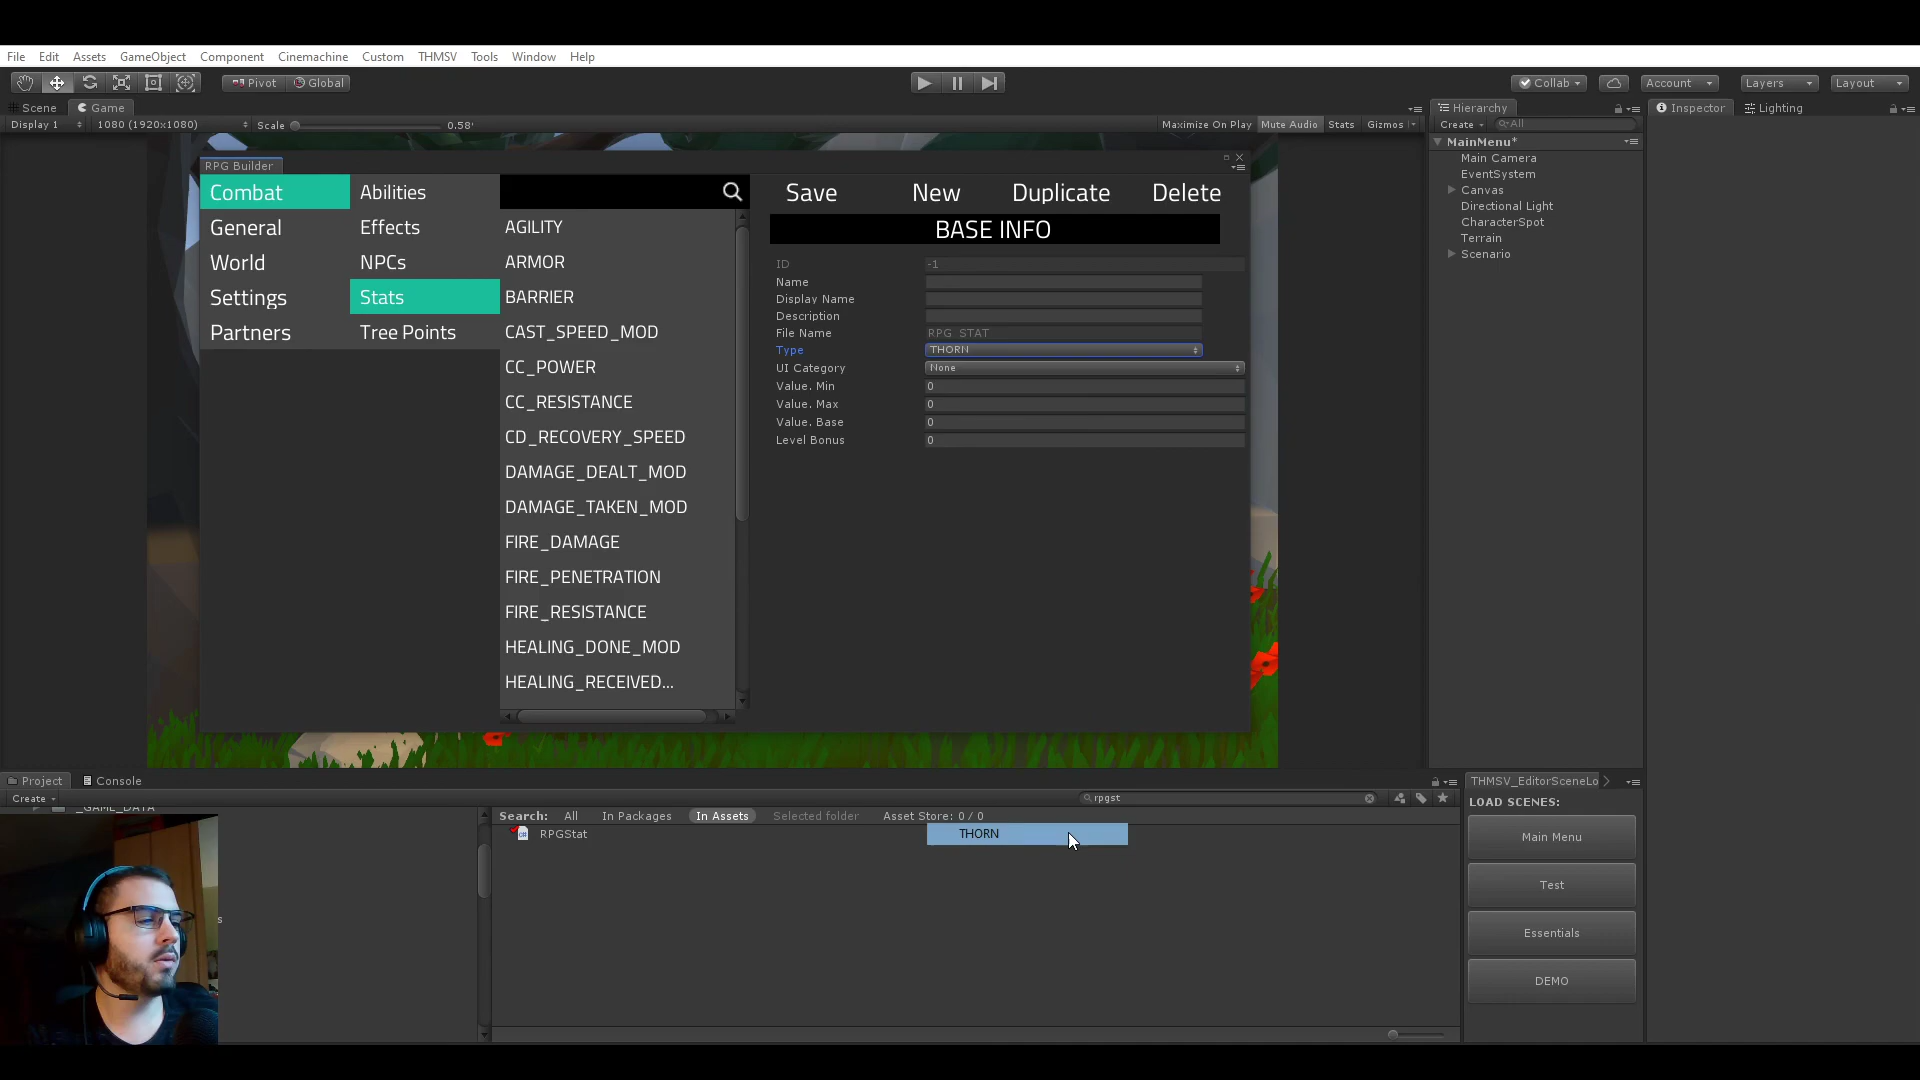 File Edit Assets GameObject Component Cinemachine Custom THMSV Tools Window Help
Pivot Global Collab Account Layers Layout
Scene Game Hierarchy Inspector Lighting
Display 1 1080 (1920x1080) Scale 0.58' Maximize On Play Mute Audio Stats Gizmos Create All
MainMenu*
Main Camera
EventSystem
Canvas
Directional Light
CharacterSpot
Terrain
Scenario
RPG Builder
Combat
General
World
Settings
Partners
Abilities
Effects
NPCs
Stats
Tree Points
AGILITY
ARMOR
BARRIER
CAST_SPEED_MOD
CC_POWER
CC_RESISTANCE
CD_RECOVERY_SPEED
DAMAGE_DEALT_MOD
DAMAGE_TAKEN_MOD
FIRE_DAMAGE
FIRE_PENETRATION
FIRE_RESISTANCE
HEALING_DONE_MOD
HEALING_RECEIVED...
Save New Duplicate Delete
BASE INFO
ID -1
Name
Display Name
Description
File Name RPG_STAT
Type THORN
UI Category None
Value. Min 0
Value. Max 0
Value. Base 0
Level Bonus 0
Project Console
Create rpgst
_GAME_DATA
Search: All In Packages In Assets Selected folder Asset Store: 0 / 0
RPGStat
THORN
s
THMSV_EditorSceneLo
LOAD SCENES:
Main Menu
Test
Essentials
DEMO